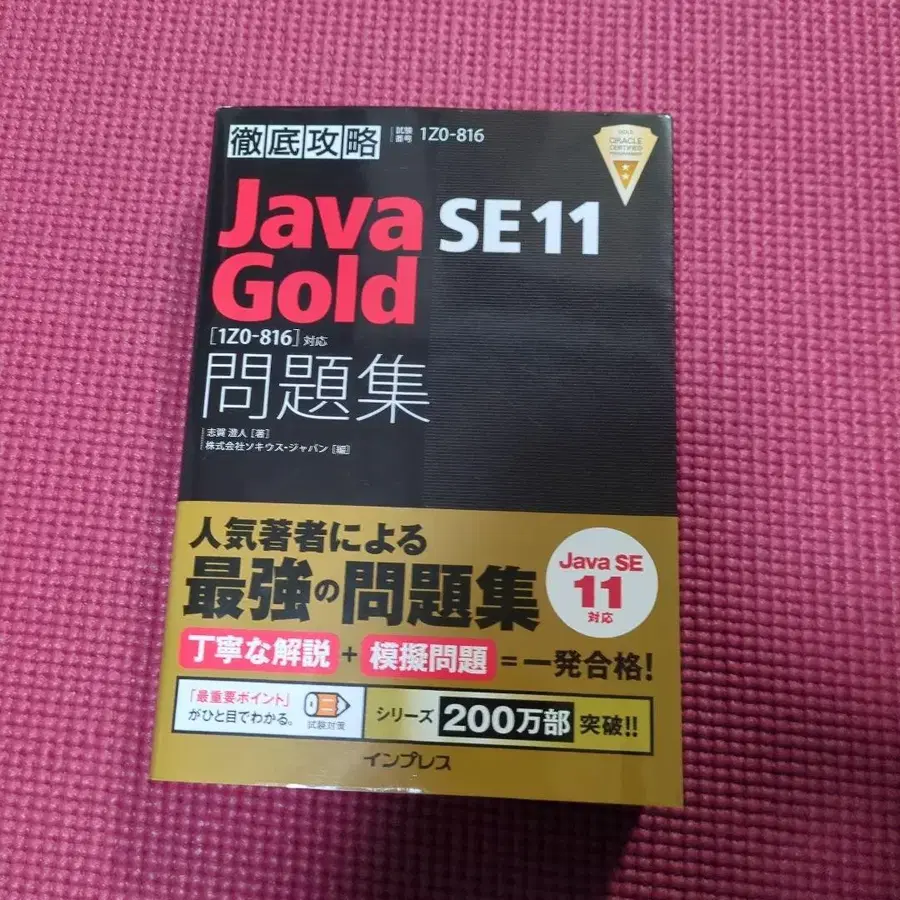 徹底攻略 試験番号 1Z0-816
GOLD
ORACLE
CERTIFIED
Java SE 11
Gold
[1Z0-816]対応
問題集
志賀 澄人[著]
株式会社ソキウス・ジャパン[編]
人気著者による
最強の問題集
Java SE
11
対応
丁寧な解説+模擬問題=一発合格!
「最重要ポイント」
がひと目でわかる。
試験対策
シリーズ200万部突破!!
インプレス